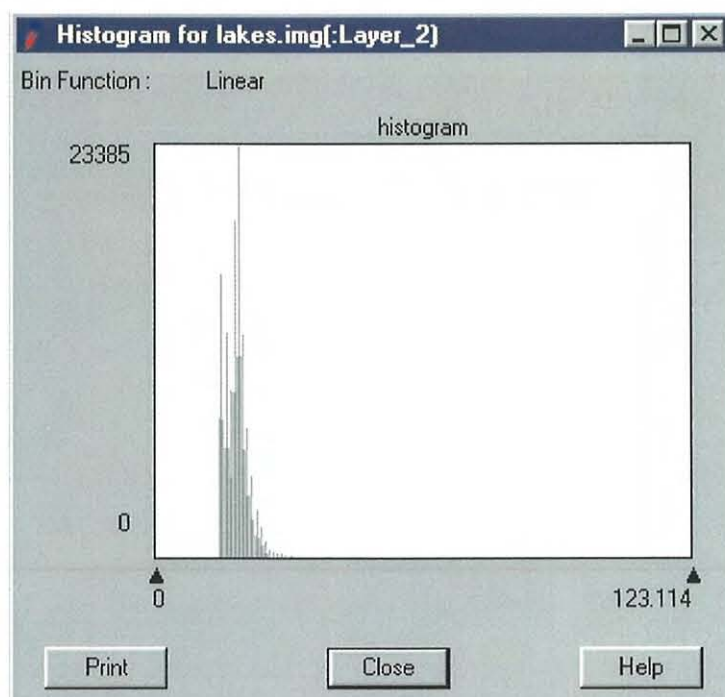 Histogram for lakes.img(:Layer_2)
Bin Function : Linear
histogram
23385
0
0 123.114
Print Close Help